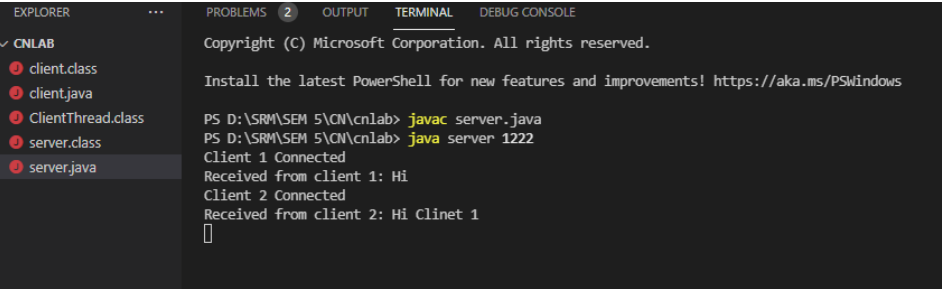 EXPLORER ···
CNLAB
client.class
client.java
ClientThread.class
server.class
server.java
PROBLEMS 2 OUTPUT TERMINAL DEBUG CONSOLE
Copyright (C) Microsoft Corporation. All rights reserved.
Install the latest PowerShell for new features and improvements! https://aka.ms/PSWindows
PS D:\SRM\SEM 5\CN\cnlab> javac server.java
PS D:\SRM\SEM 5\CN\cnlab> java server 1222
Client 1 Connected
Received from client 1: Hi
Client 2 Connected
Received from client 2: Hi Clinet 1